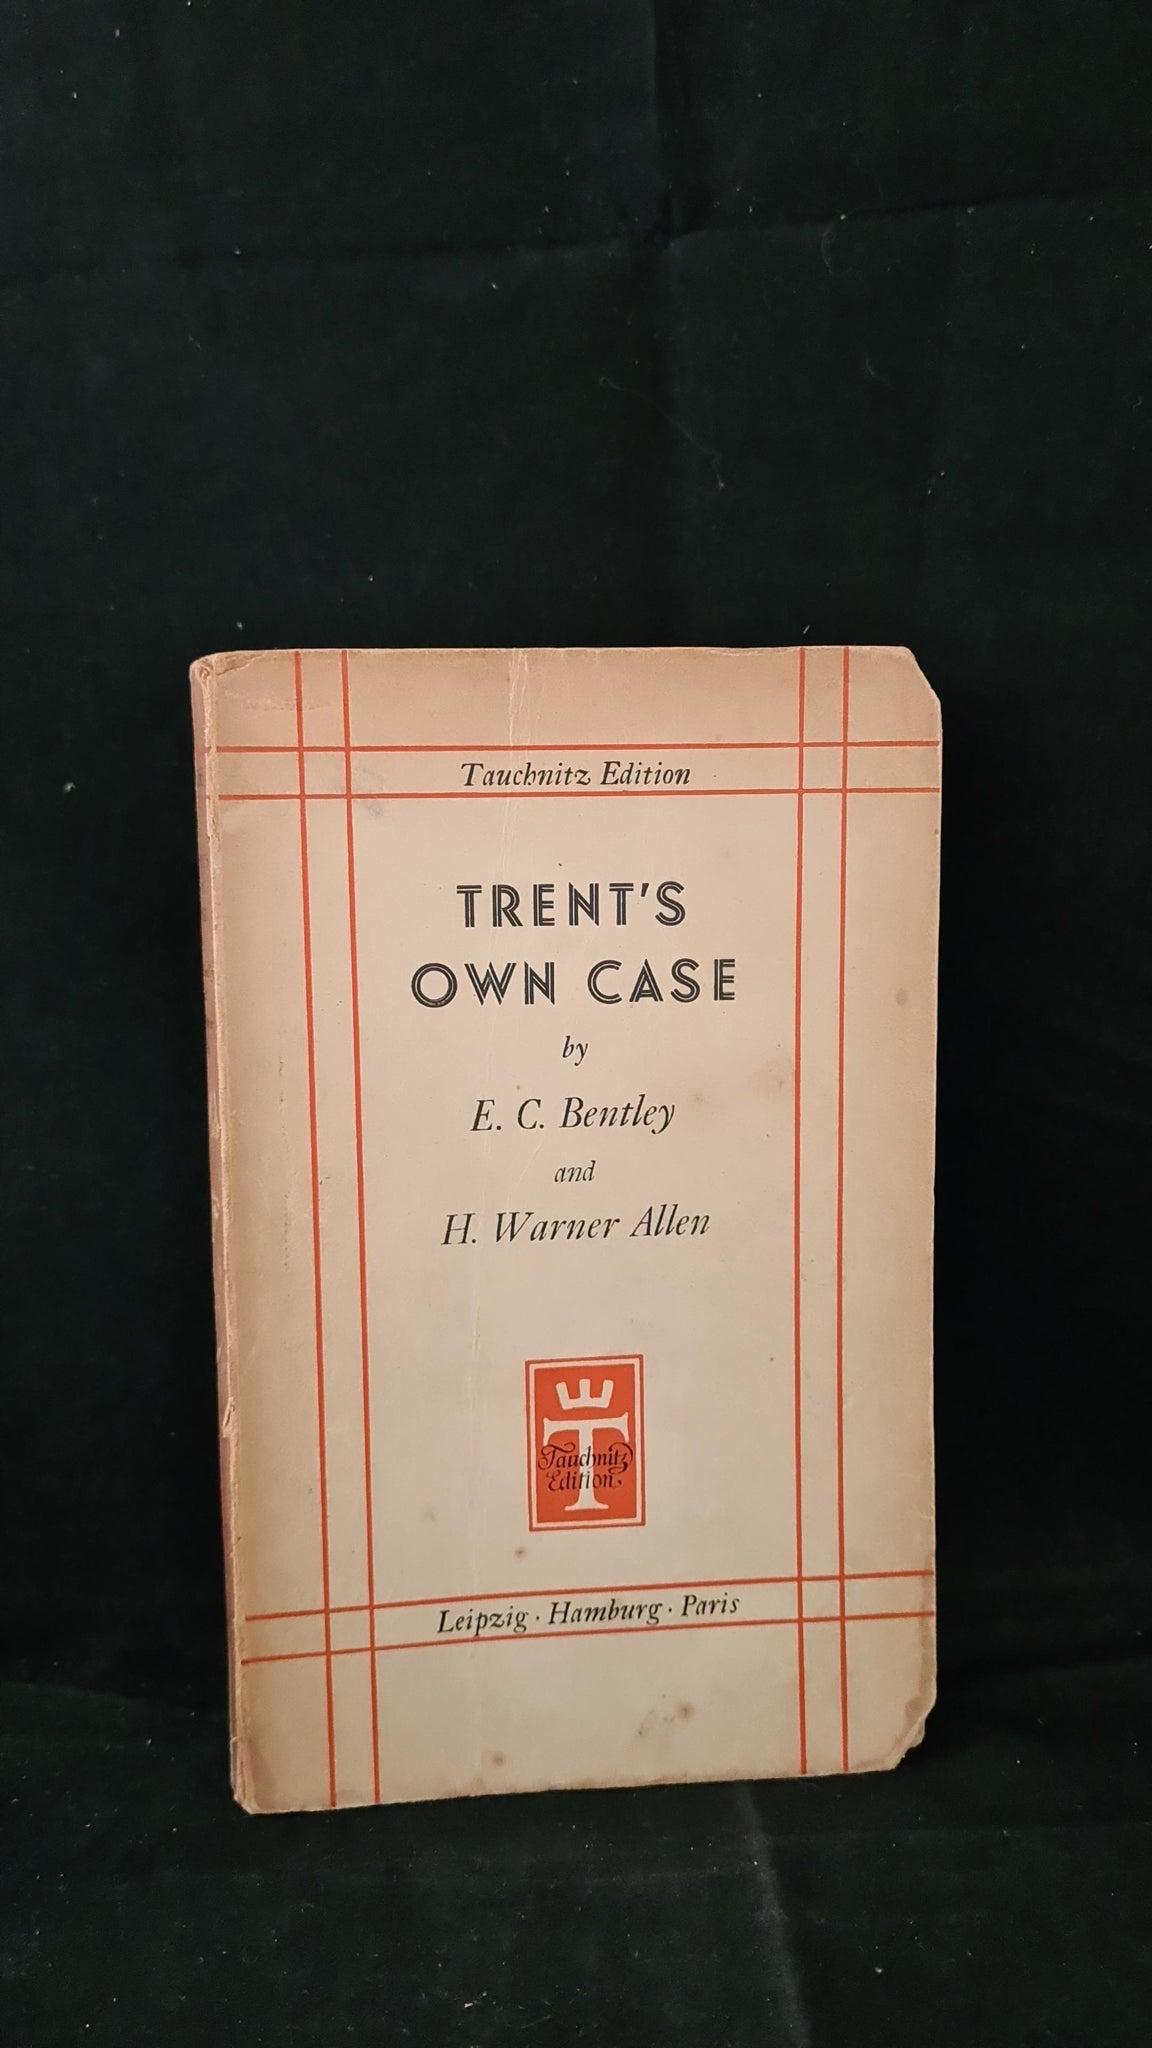 Tauchnitz Edition
TRENT'S
OWN CASE
by
E. C. Bentley
and
H. Warner Allen
T
Tauchnitz
Edition
Leipzig · Hamburg · Paris